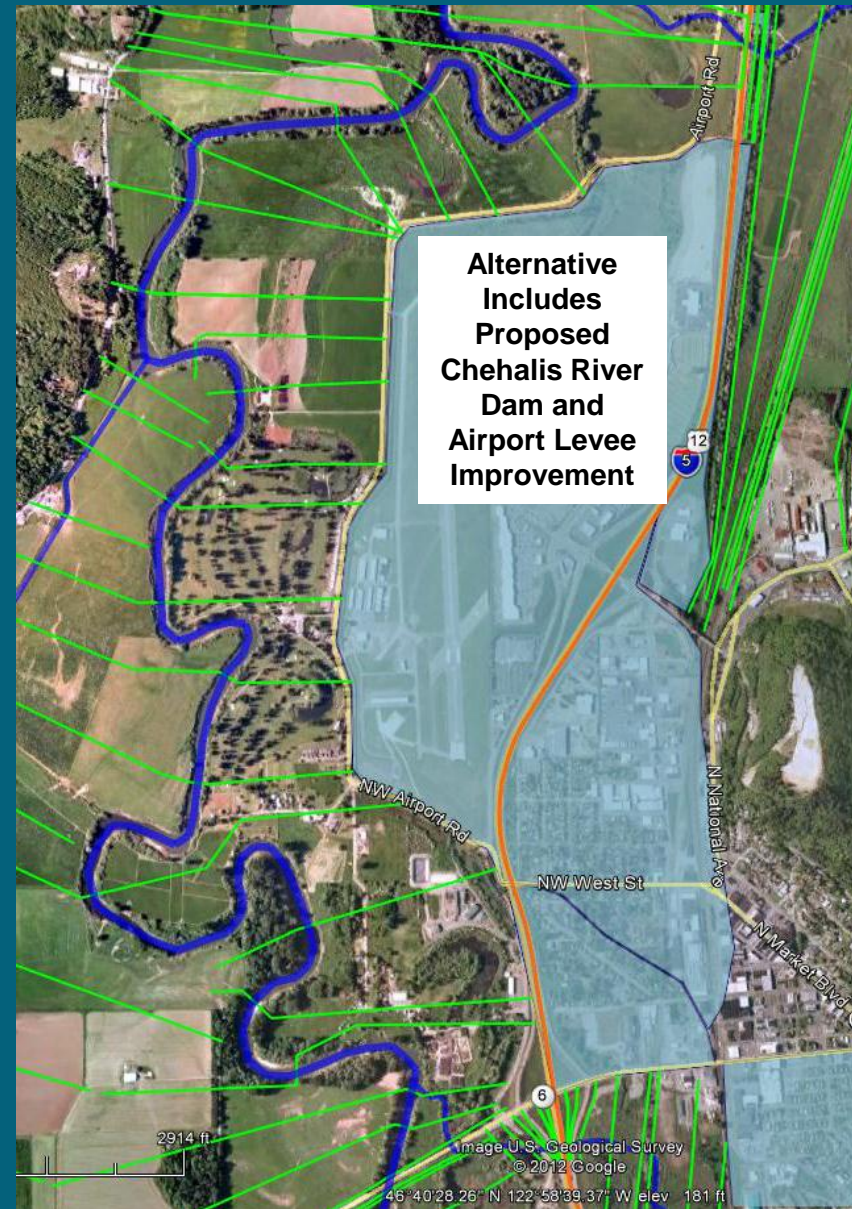 Airport Rd
Alternative
Includes
Proposed
Chehalis River
Dam and
Airport Levee
Improvement
12
5
NW Airport Rd
N National Ave
NW West St
N Market Blvd
6
2914 ft
Image U.S. Geological Survey
© 2012 Google
46°40'28.26" N 122°58'39.37" W elev 181 ft